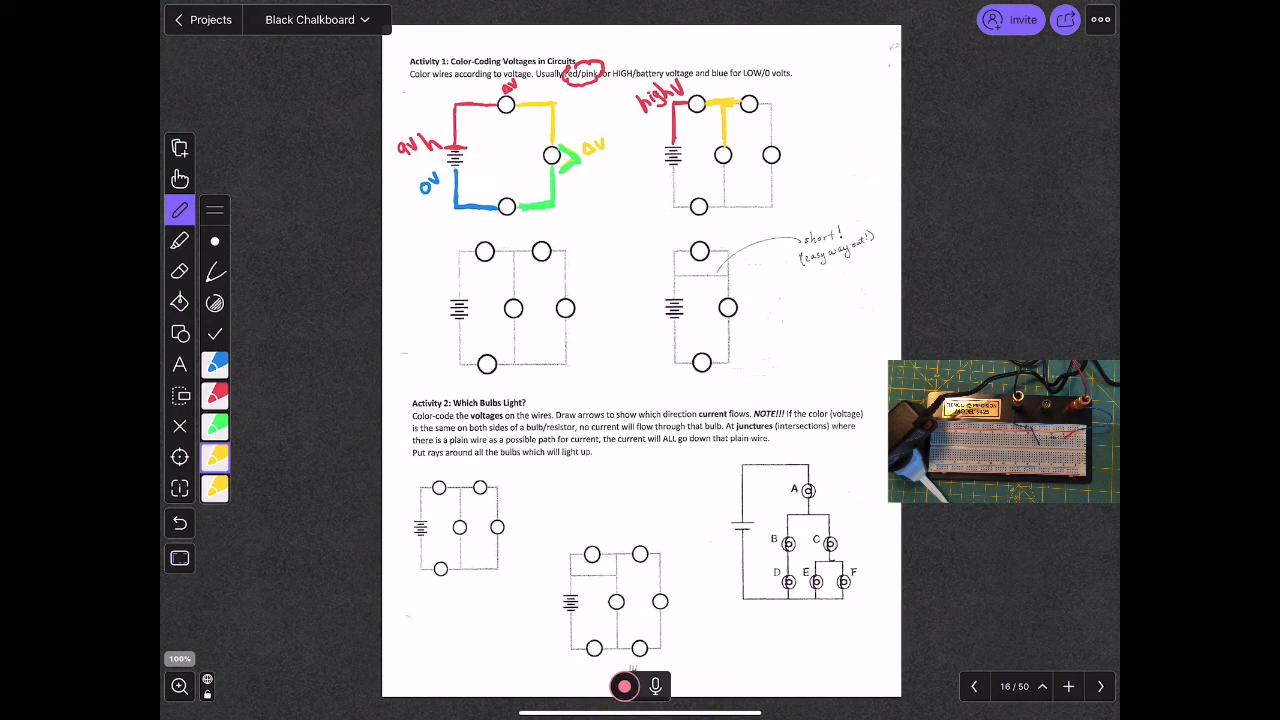 Projects
Black Chalkboard
Invite
Activity 1: Color-Coding Voltages in Circuits
Color wires according to voltage. Usually red/pink for HIGH/battery voltage and blue for LOW/0 volts.
ΔV
9V h
0V
ΔV
high V
short!
(easy way out!)
Activity 2: Which Bulbs Light?
Color-code the voltages on the wires. Draw arrows to show which direction current flows. NOTE!!! If the color (voltage)
is the same on both sides of a bulb/resistor, no current will flow through that bulb. At junctures (intersections) where
there is a plain wire as a possible path for current, the current will ALL go down that plain wire.
Put rays around all the bulbs which will light up.
A
B
C
D
E
F
100%
16 / 50